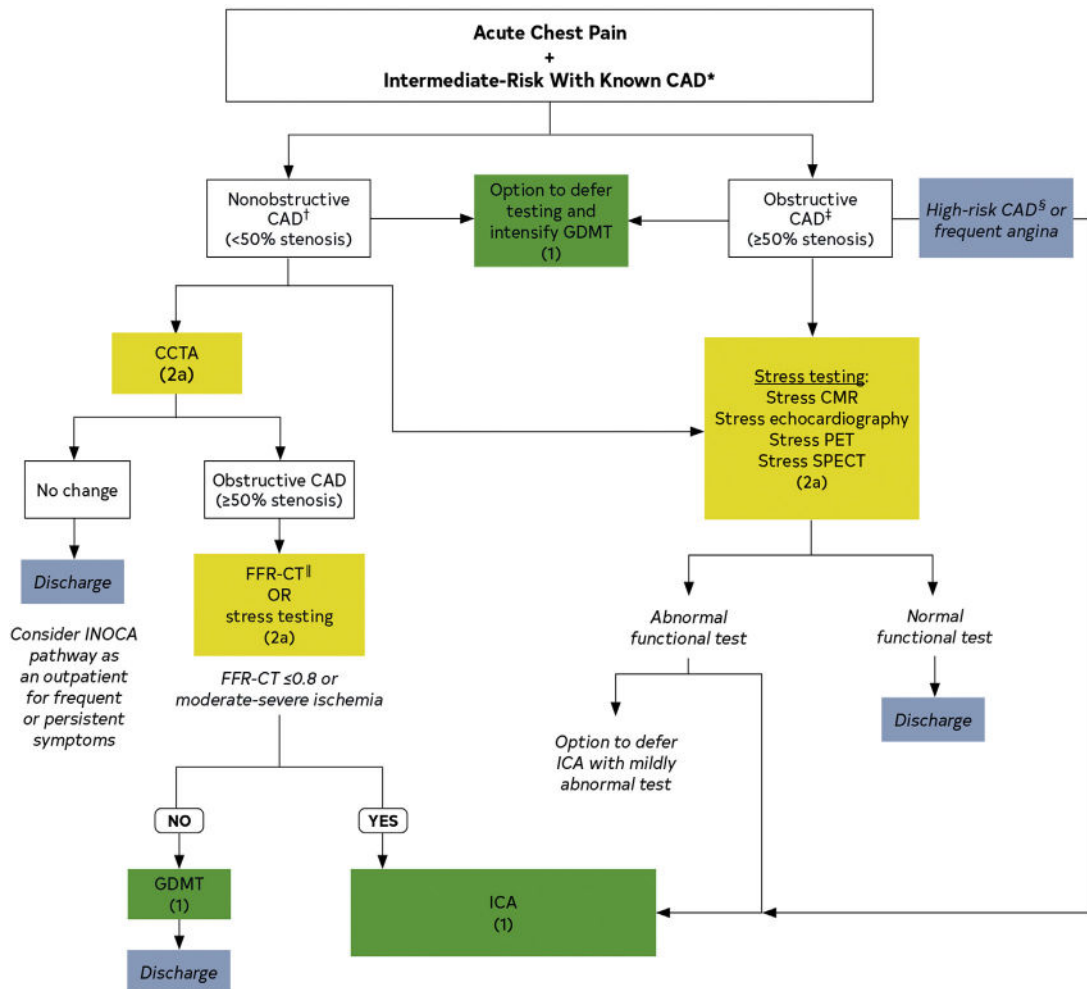 Acute Chest Pain
+
Intermediate-Risk With Known CAD*
Nonobstructive
CAD†
(<50% stenosis)
Option to defer
testing and
intensify GDMT
(1)
Obstructive
CAD‡
(≥50% stenosis)
High-risk CAD§ or
frequent angina
CCTA
(2a)
Stress testing:
Stress CMR
Stress echocardiography
Stress PET
Stress SPECT
(2a)
No change
Obstructive CAD
(≥50% stenosis)
Discharge
Consider INOCA
pathway as
an outpatient
for frequent
or persistent
symptoms
FFR-CT||
OR
stress testing
(2a)
FFR-CT ≤0.8 or
moderate-severe ischemia
Abnormal
functional test
Normal
functional test
Option to defer
ICA with mildly
abnormal test
Discharge
NO
YES
GDMT
(1)
ICA
(1)
Discharge